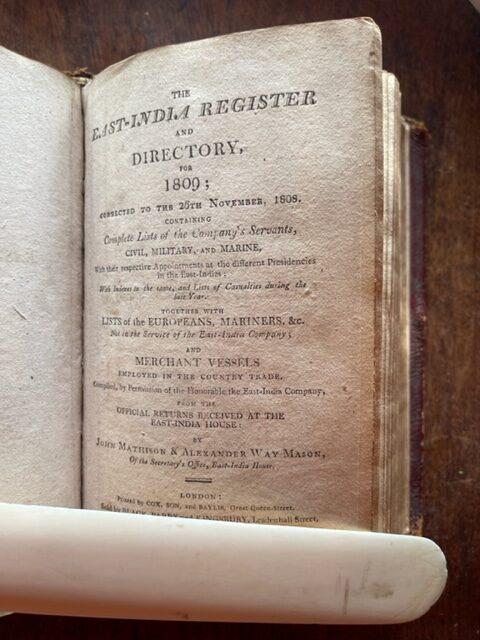 THE
EAST-INDIA REGISTER
AND
DIRECTORY,
FOR
1809;
CORRECTED TO THE 26TH NOVEMBER, 1808.
CONTAINING
Complete Lists of the Company's Servants,
CIVIL, MILITARY, AND MARINE,
With their respective Appointments at the different Presidencies
in the East-Indies;
With Indexes to the same, and Lists of Casualties during the
last Year.
TOGETHER WITH
LISTS of the EUROPEANS, MARINERS, &c.
Not in the Service of the East-India Company;
AND
MERCHANT VESSELS
EMPLOYED IN THE COUNTRY TRADE,
Compiled, by Permission of the Honorable the East-India Company,
FROM THE
OFFICIAL RETURNS RECEIVED AT THE
EAST-INDIA HOUSE:
BY
JOHN MATHISON & ALEXANDER WAY MASON,
Of the Secretary's Office, East-India House.
LONDON:
Printed by COX, SON, and BAYLIS, Great Queen-Street,
Sold by BLACK, PARRY and KINGSBURY, Leadenhall Street,